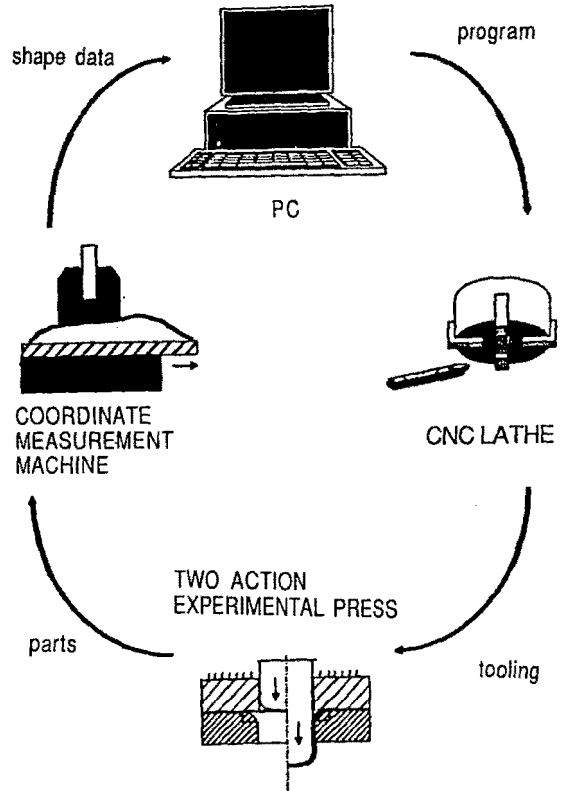 program
shape data
PC
COORDINATE
MEASUREMENT
MACHINE
CNC LATHE
TWO ACTION
EXPERIMENTAL PRESS
parts
tooling